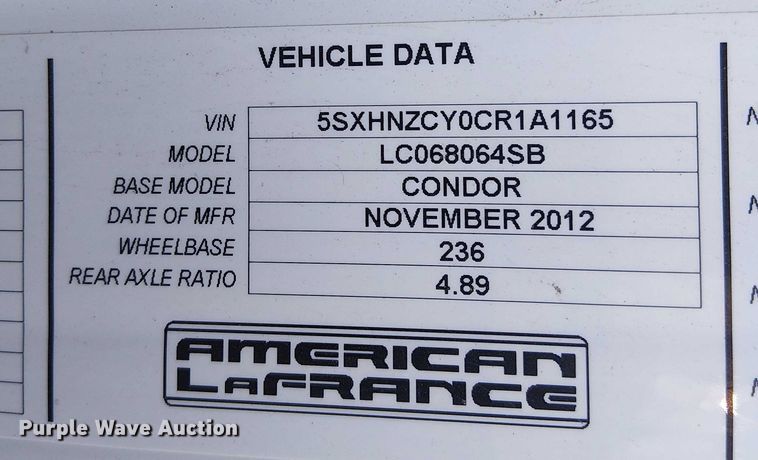 VEHICLE DATA
VIN 5SXHNZCY0CR1A1165
MODEL LC068064SB
BASE MODEL CONDOR
DATE OF MFR NOVEMBER 2012
WHEELBASE 236
REAR AXLE RATIO 4.89
AMERICAN
LaFRANCE
Purple Wave Auction